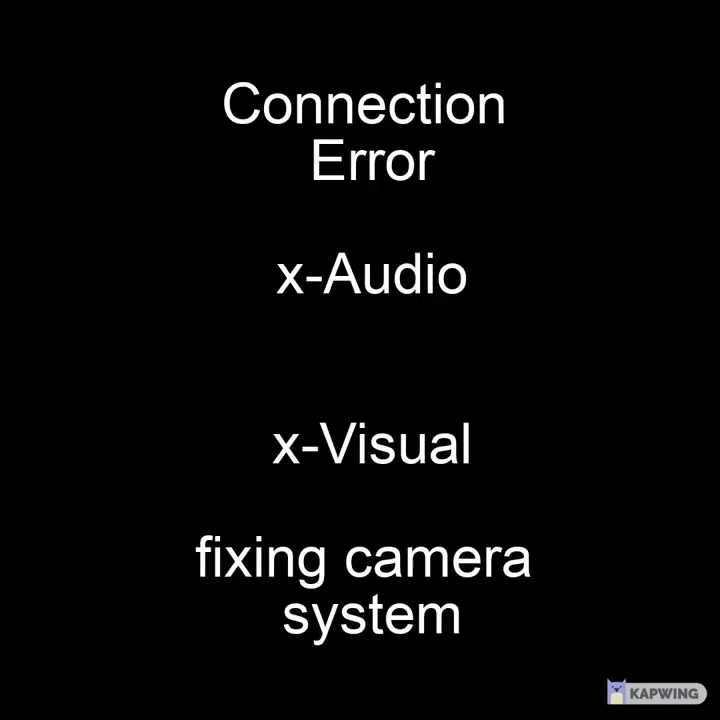 Connection
Error
x-Audio
x-Visual
fixing camera
system
KAPWING